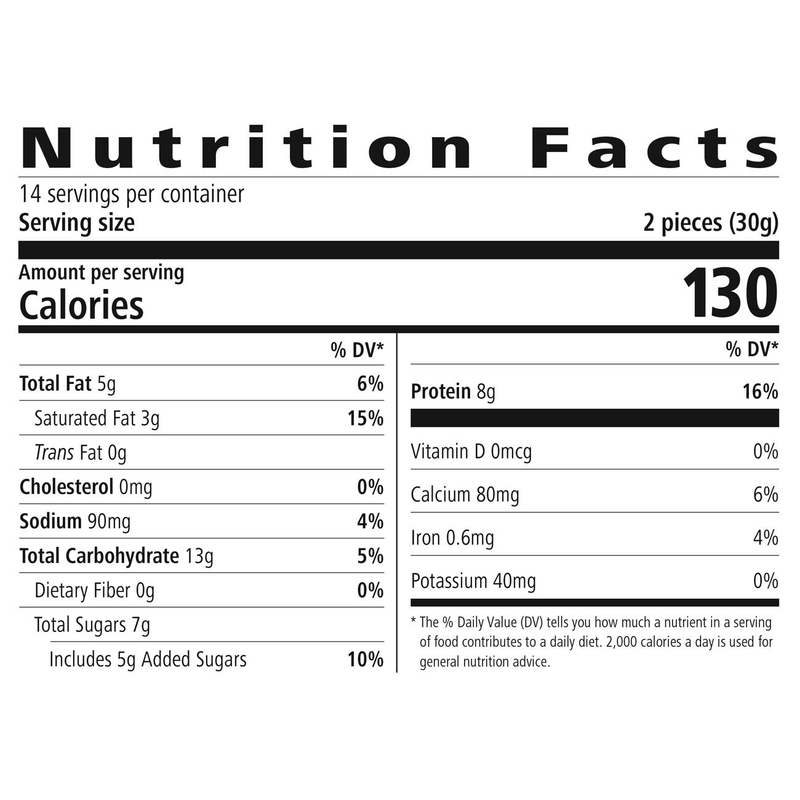 Nutrition Facts
14 servings per container
Serving size 2 pieces (30g)
Amount per serving
Calories 130
% DV*
Total Fat 5g 6%
Saturated Fat 3g 15%
Trans Fat 0g
Cholesterol 0mg 0%
Sodium 90mg 4%
Total Carbohydrate 13g 5%
Dietary Fiber 0g 0%
Total Sugars 7g
Includes 5g Added Sugars 10%
% DV*
Protein 8g 16%
Vitamin D 0mcg 0%
Calcium 80mg 6%
Iron 0.6mg 4%
Potassium 40mg 0%
* The % Daily Value (DV) tells you how much a nutrient in a serving
of food contributes to a daily diet. 2,000 calories a day is used for
general nutrition advice.